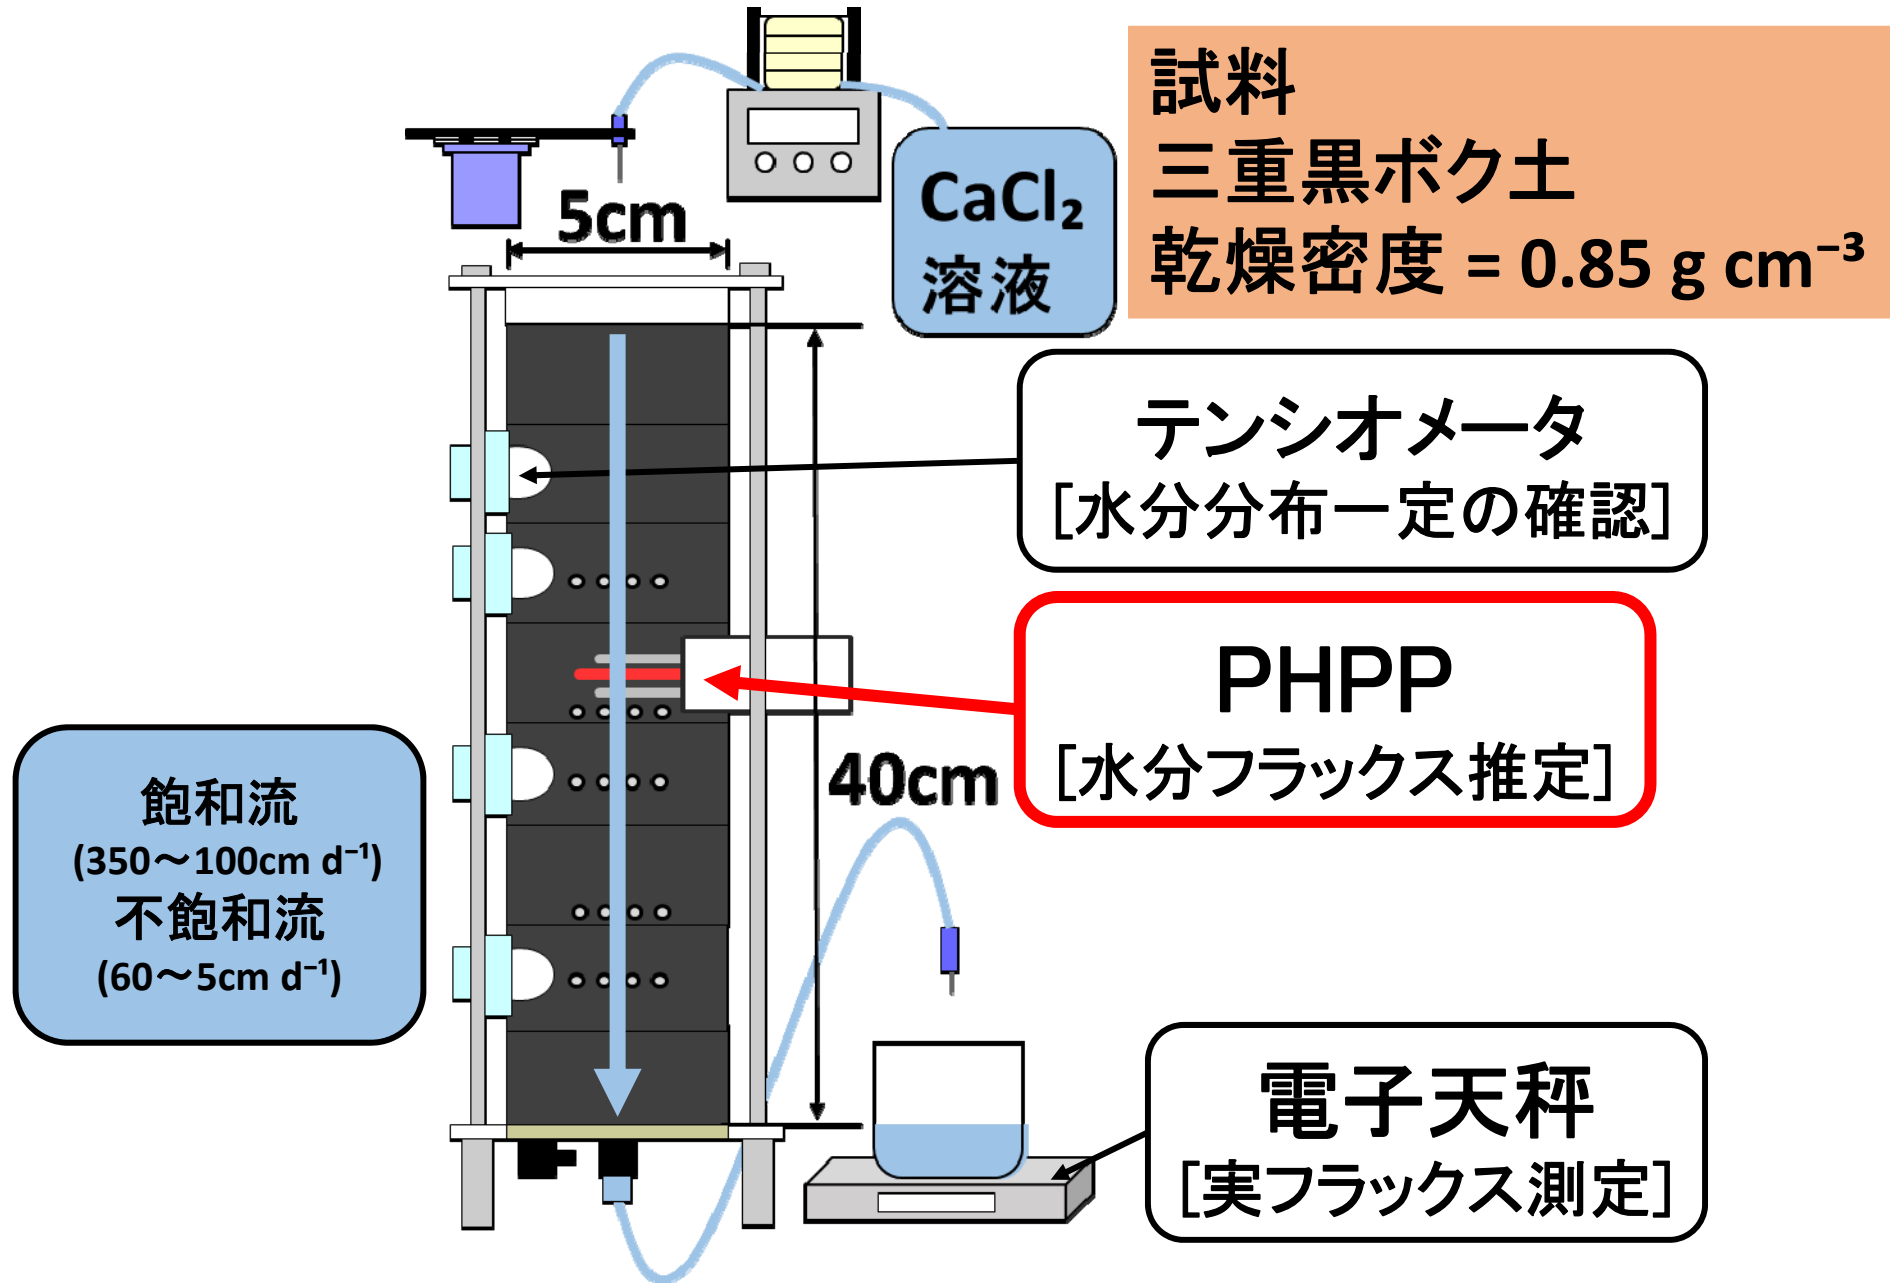 試料
三重黒ボク土
乾燥密度 = 0.85 g cm⁻³
CaCl₂
溶液
5cm
テンシオメータ
[水分分布一定の確認]
PHPP
[水分フラックス推定]
40cm
飽和流
(350～100cm d⁻¹)
不飽和流
(60～5cm d⁻¹)
電子天秤
[実フラックス測定]